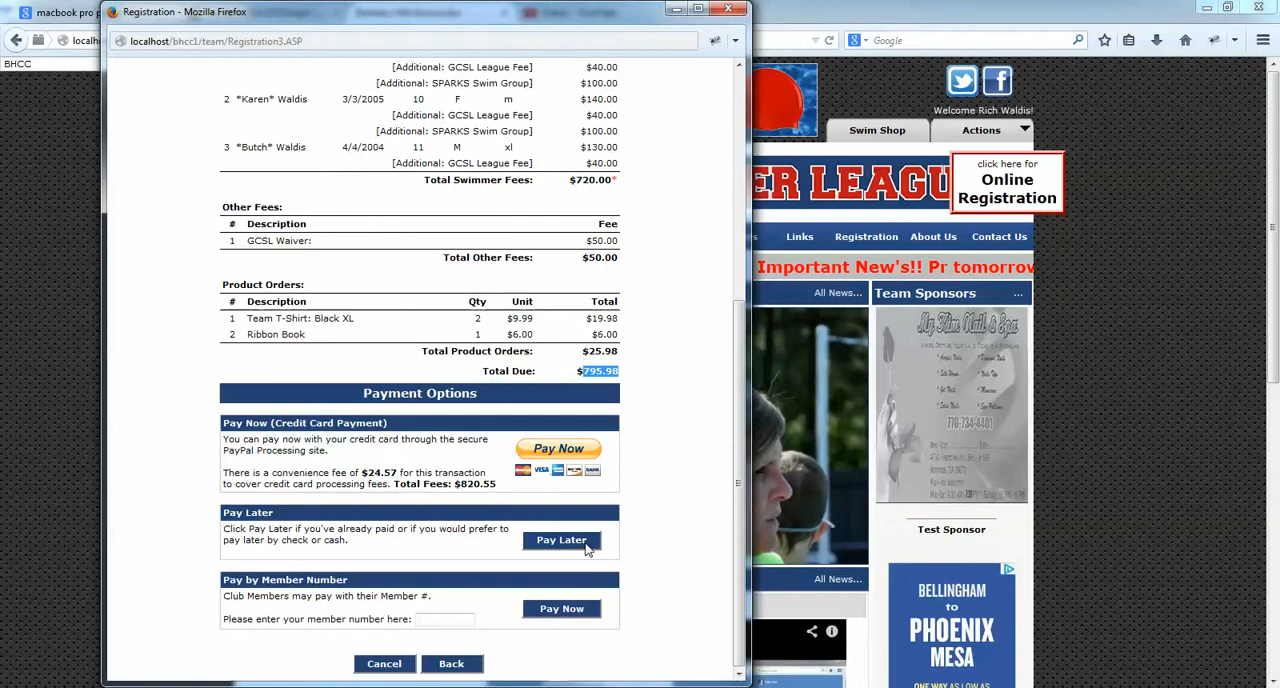 macbook pro p
Registration - Mozilla Firefox
localh
localhost/bhcc1/team/Registration3.ASP
Google
BHCC
[Additional: GCSL League Fee] $40.00
[Additional: SPARKS Swim Group] $100.00
2 *Karen* Waldis 3/3/2005 10 F m $140.00
[Additional: GCSL League Fee] $40.00
[Additional: SPARKS Swim Group] $100.00
3 *Butch* Waldis 4/4/2004 11 M xl $130.00
[Additional: GCSL League Fee] $40.00
Total Swimmer Fees: $720.00*
Other Fees:
# Description Fee
1 GCSL Waiver: $50.00
Total Other Fees: $50.00
Product Orders:
# Description Qty Unit Total
1 Team T-Shirt: Black XL 2 $9.99 $19.98
2 Ribbon Book 1 $6.00 $6.00
Total Product Orders: $25.98
Total Due: $795.98
Payment Options
Pay Now (Credit Card Payment)
You can pay now with your credit card through the secure
PayPal Processing site.
There is a convenience fee of $24.57 for this transaction
to cover credit card processing fees. Total Fees: $820.55
Pay Now
VISA
BANK
Pay Later
Click Pay Later if you've already paid or if you would prefer to
pay later by check or cash.
Pay Later
Pay by Member Number
Club Members may pay with their Member #.
Please enter your member number here:
Pay Now
Cancel Back
Welcome Rich Waldis!
Swim Shop Actions
ER LEAGU
click here for
Online
Registration
s Links Registration About Us Contact Us
Important New's!! Pr tomorrow
All News...
Team Sponsors ...
My Kim Nail & Spa
770-734-4401
Test Sponsor
All News...
BELLINGHAM
to
PHOENIX
MESA
ONE WAY AS LOW AS